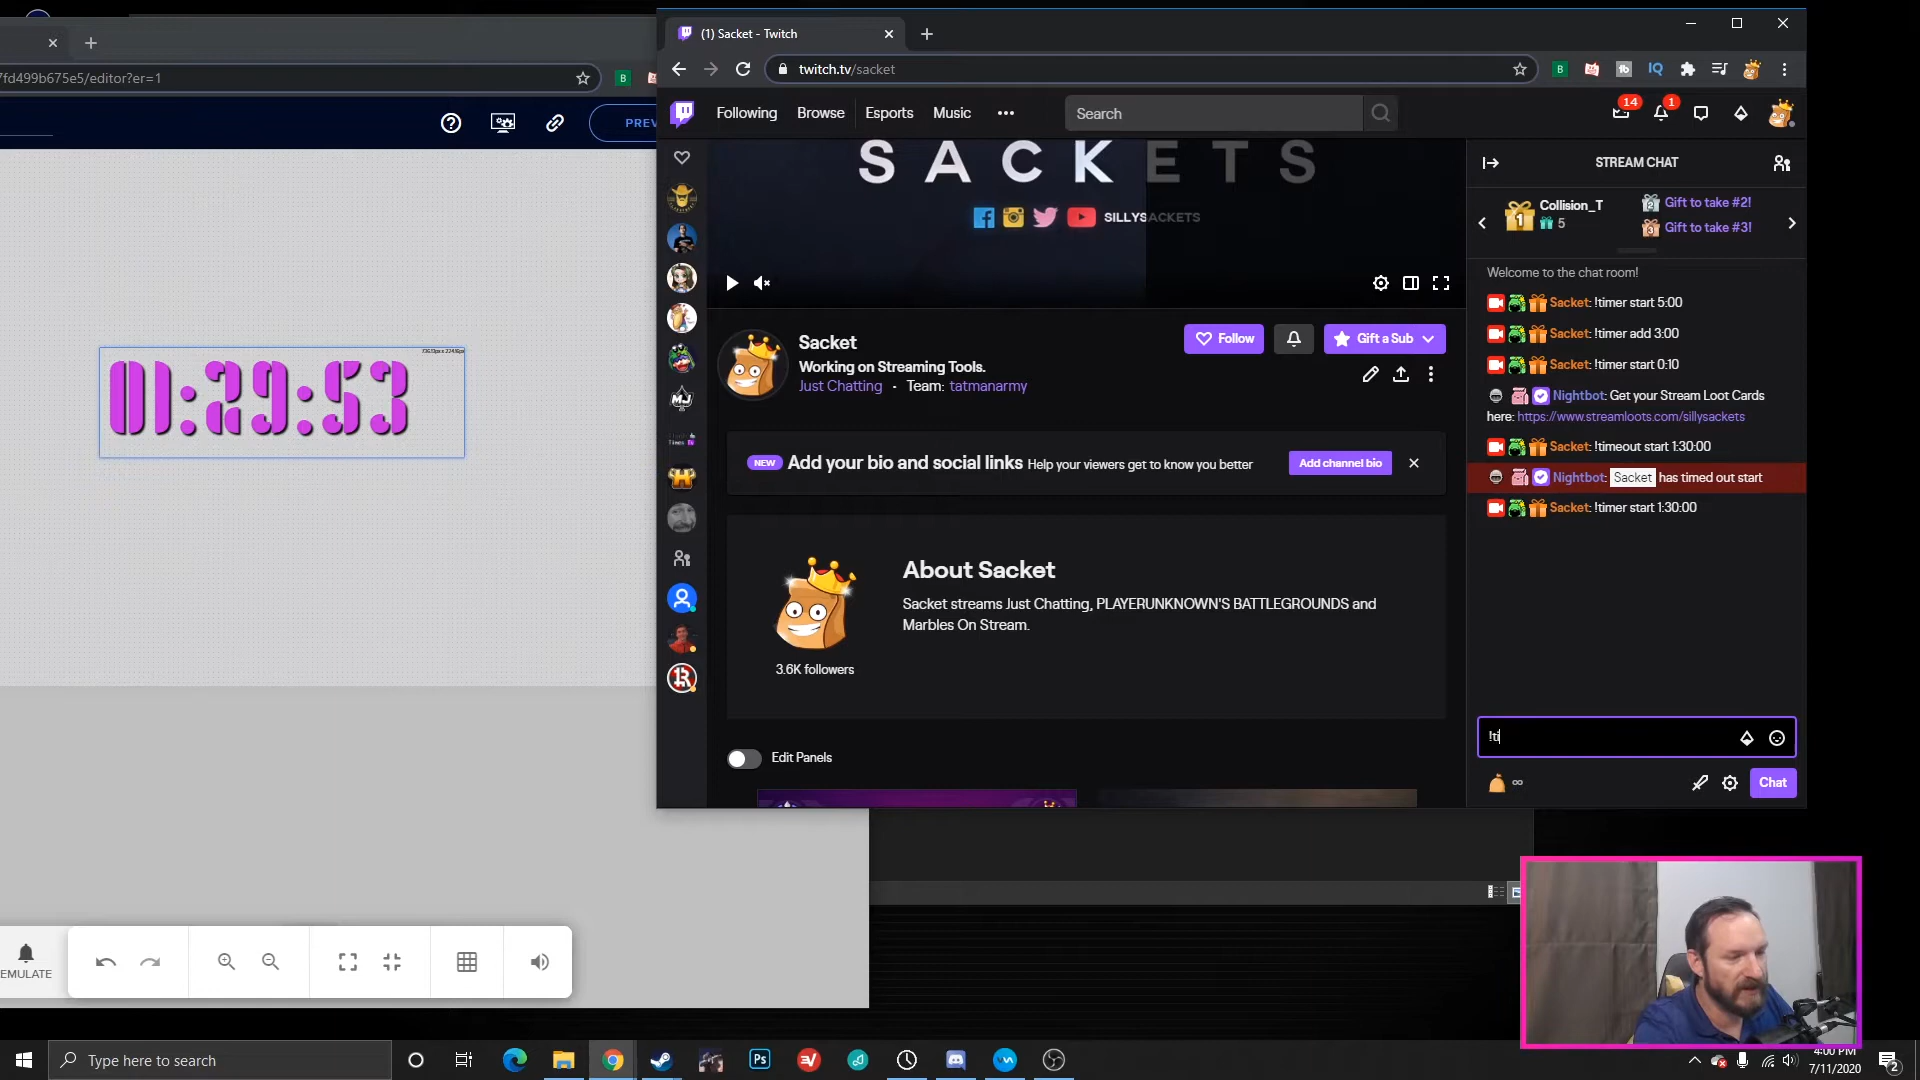 (1) Sacket - Twitch
7fd499b675e5/editor?er=1
twitch.tv/sacket
PREV
Following
Browse
Esports
Music
Search
14
1
SACKETS
SILLYSACKETS
STREAM CHAT
Collision_T
5
Gift to take #2!
Gift to take #3!
Welcome to the chat room!
Sacket: !timer start 5:00
Sacket: !timer add 3:00
Sacket: !timer start 0:10
Nightbot: Get your Stream Loot Cards
here: https://www.streamloots.com/sillysackets
Sacket: !timeout start 1:30:00
Nightbot: Sacket has timed out start
Sacket: !timer start 1:30:00
01:29:53
Sacket
Working on Streaming Tools.
Just Chatting • Team: tatmanarmy
Follow
Gift a Sub
NEW Add your bio and social links Help your viewers get to know you better
Add channel bio
About Sacket
Sacket streams Just Chatting, PLAYERUNKNOWN'S BATTLEGROUNDS and
Marbles On Stream.
3.6K followers
Edit Panels
!ti
Chat
EMULATE
Type here to search
4:00 PM
7/11/2020
2